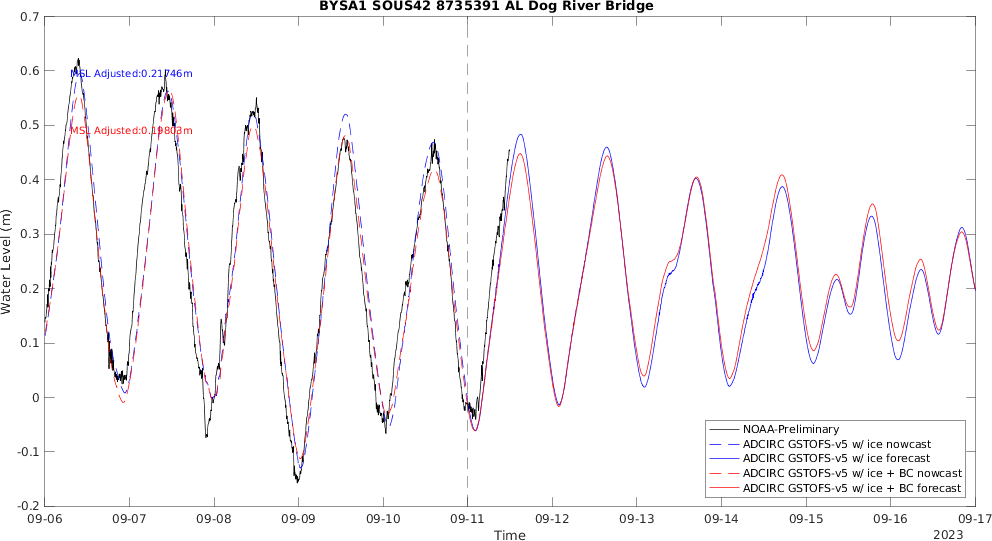 BYSA1 SOUS42 8735391 AL Dog River Bridge
0.7
0.6
0.5
0.4
0.3
0.2
0.1
0
-0.1
-0.2
Water Level (m)
MSL Adjusted:0.21746m
MSL Adjusted:0.19803m
NOAA-Preliminary
ADCIRC GSTOFS-v5 w/ ice nowcast
ADCIRC GSTOFS-v5 w/ ice forecast
ADCIRC GSTOFS-v5 w/ ice + BC nowcast
ADCIRC GSTOFS-v5 w/ ice + BC forecast
09-06 09-07 09-08 09-09 09-10 09-11 09-12 09-13 09-14 09-15 09-16 09-17
Time
2023